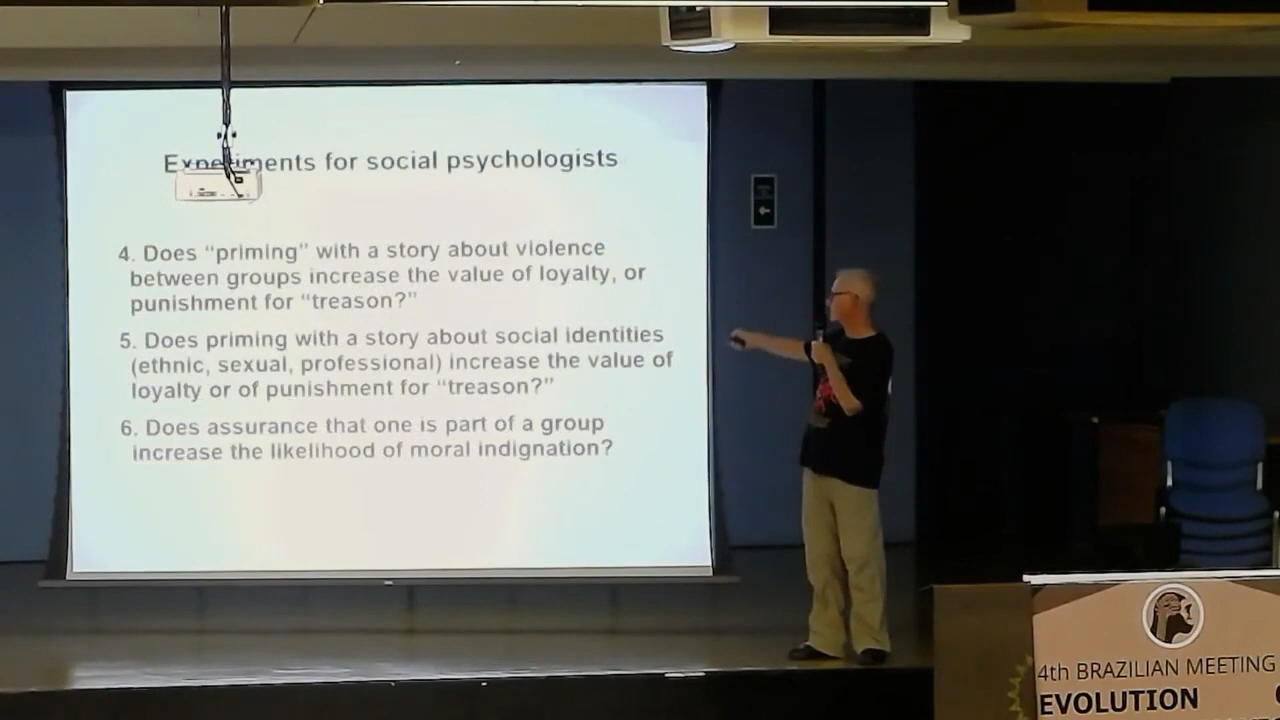 Experiments for social psychologists
4. Does “priming” with a story about violence
between groups increase the value of loyalty, or
punishment for “treason?”
5. Does priming with a story about social identities
(ethnic, sexual, professional) increase the value of
loyalty or of punishment for “treason?”
6. Does assurance that one is part of a group
increase the likelihood of moral indignation?
4th BRAZILIAN MEETING
EVOLUTION